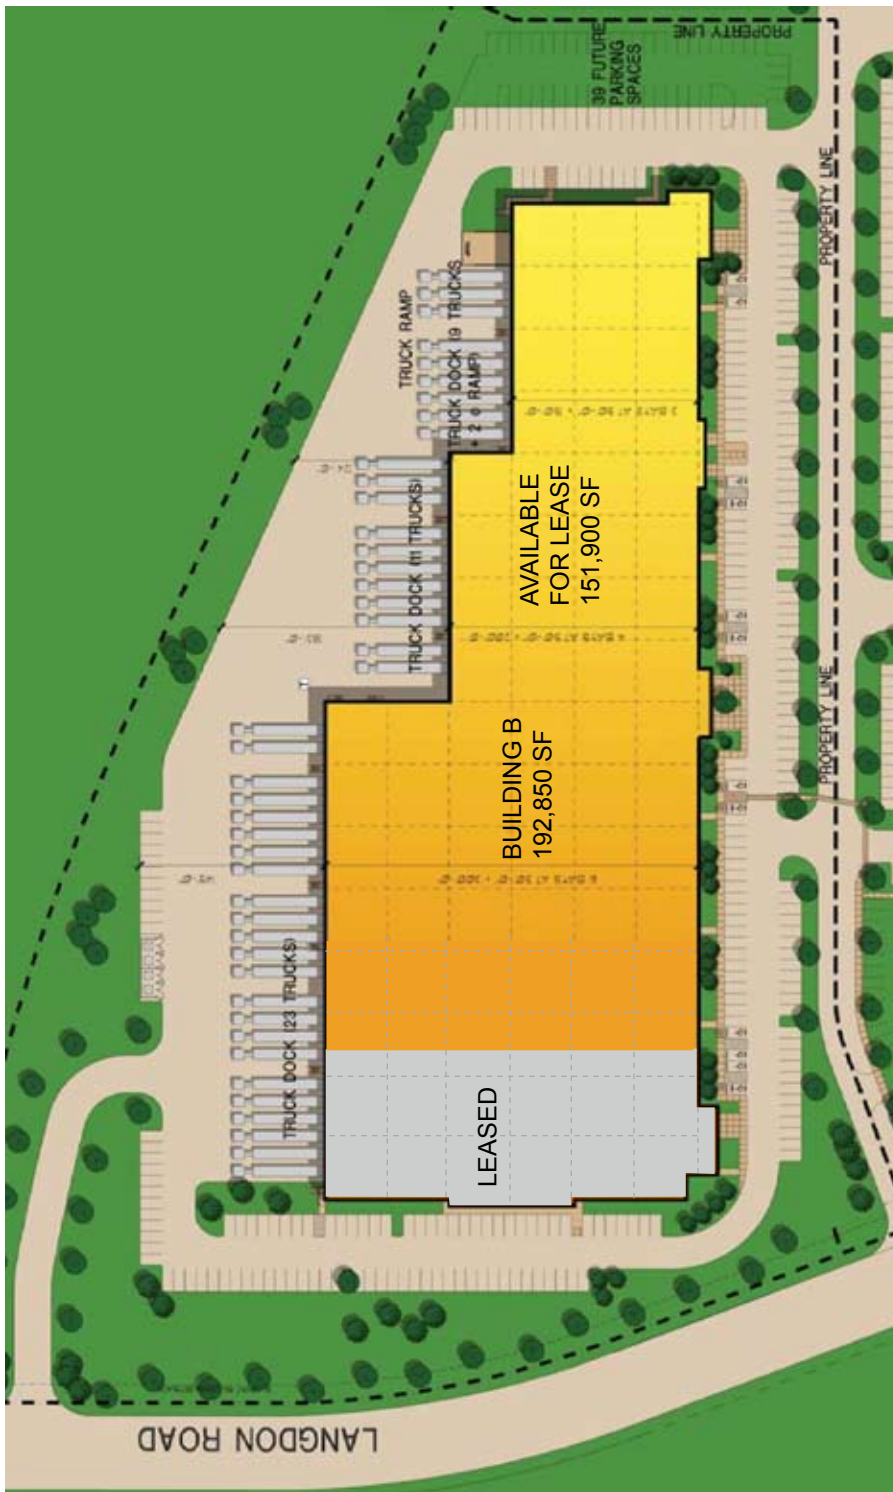 PROPERTY LINE
39 FUTURE
PARKING
SPACES
PROPERTY LINE
TRUCK RAMP
TRUCK DOCK (9 TRUCKS
+ 2 @ RAMP)
TRUCK DOCK (11 TRUCKS)
AVAILABLE
FOR LEASE
151,900 SF
PROPERTY LINE
BUILDING B
192,850 SF
TRUCK DOCK (23 TRUCKS)
LEASED
LANGDON ROAD